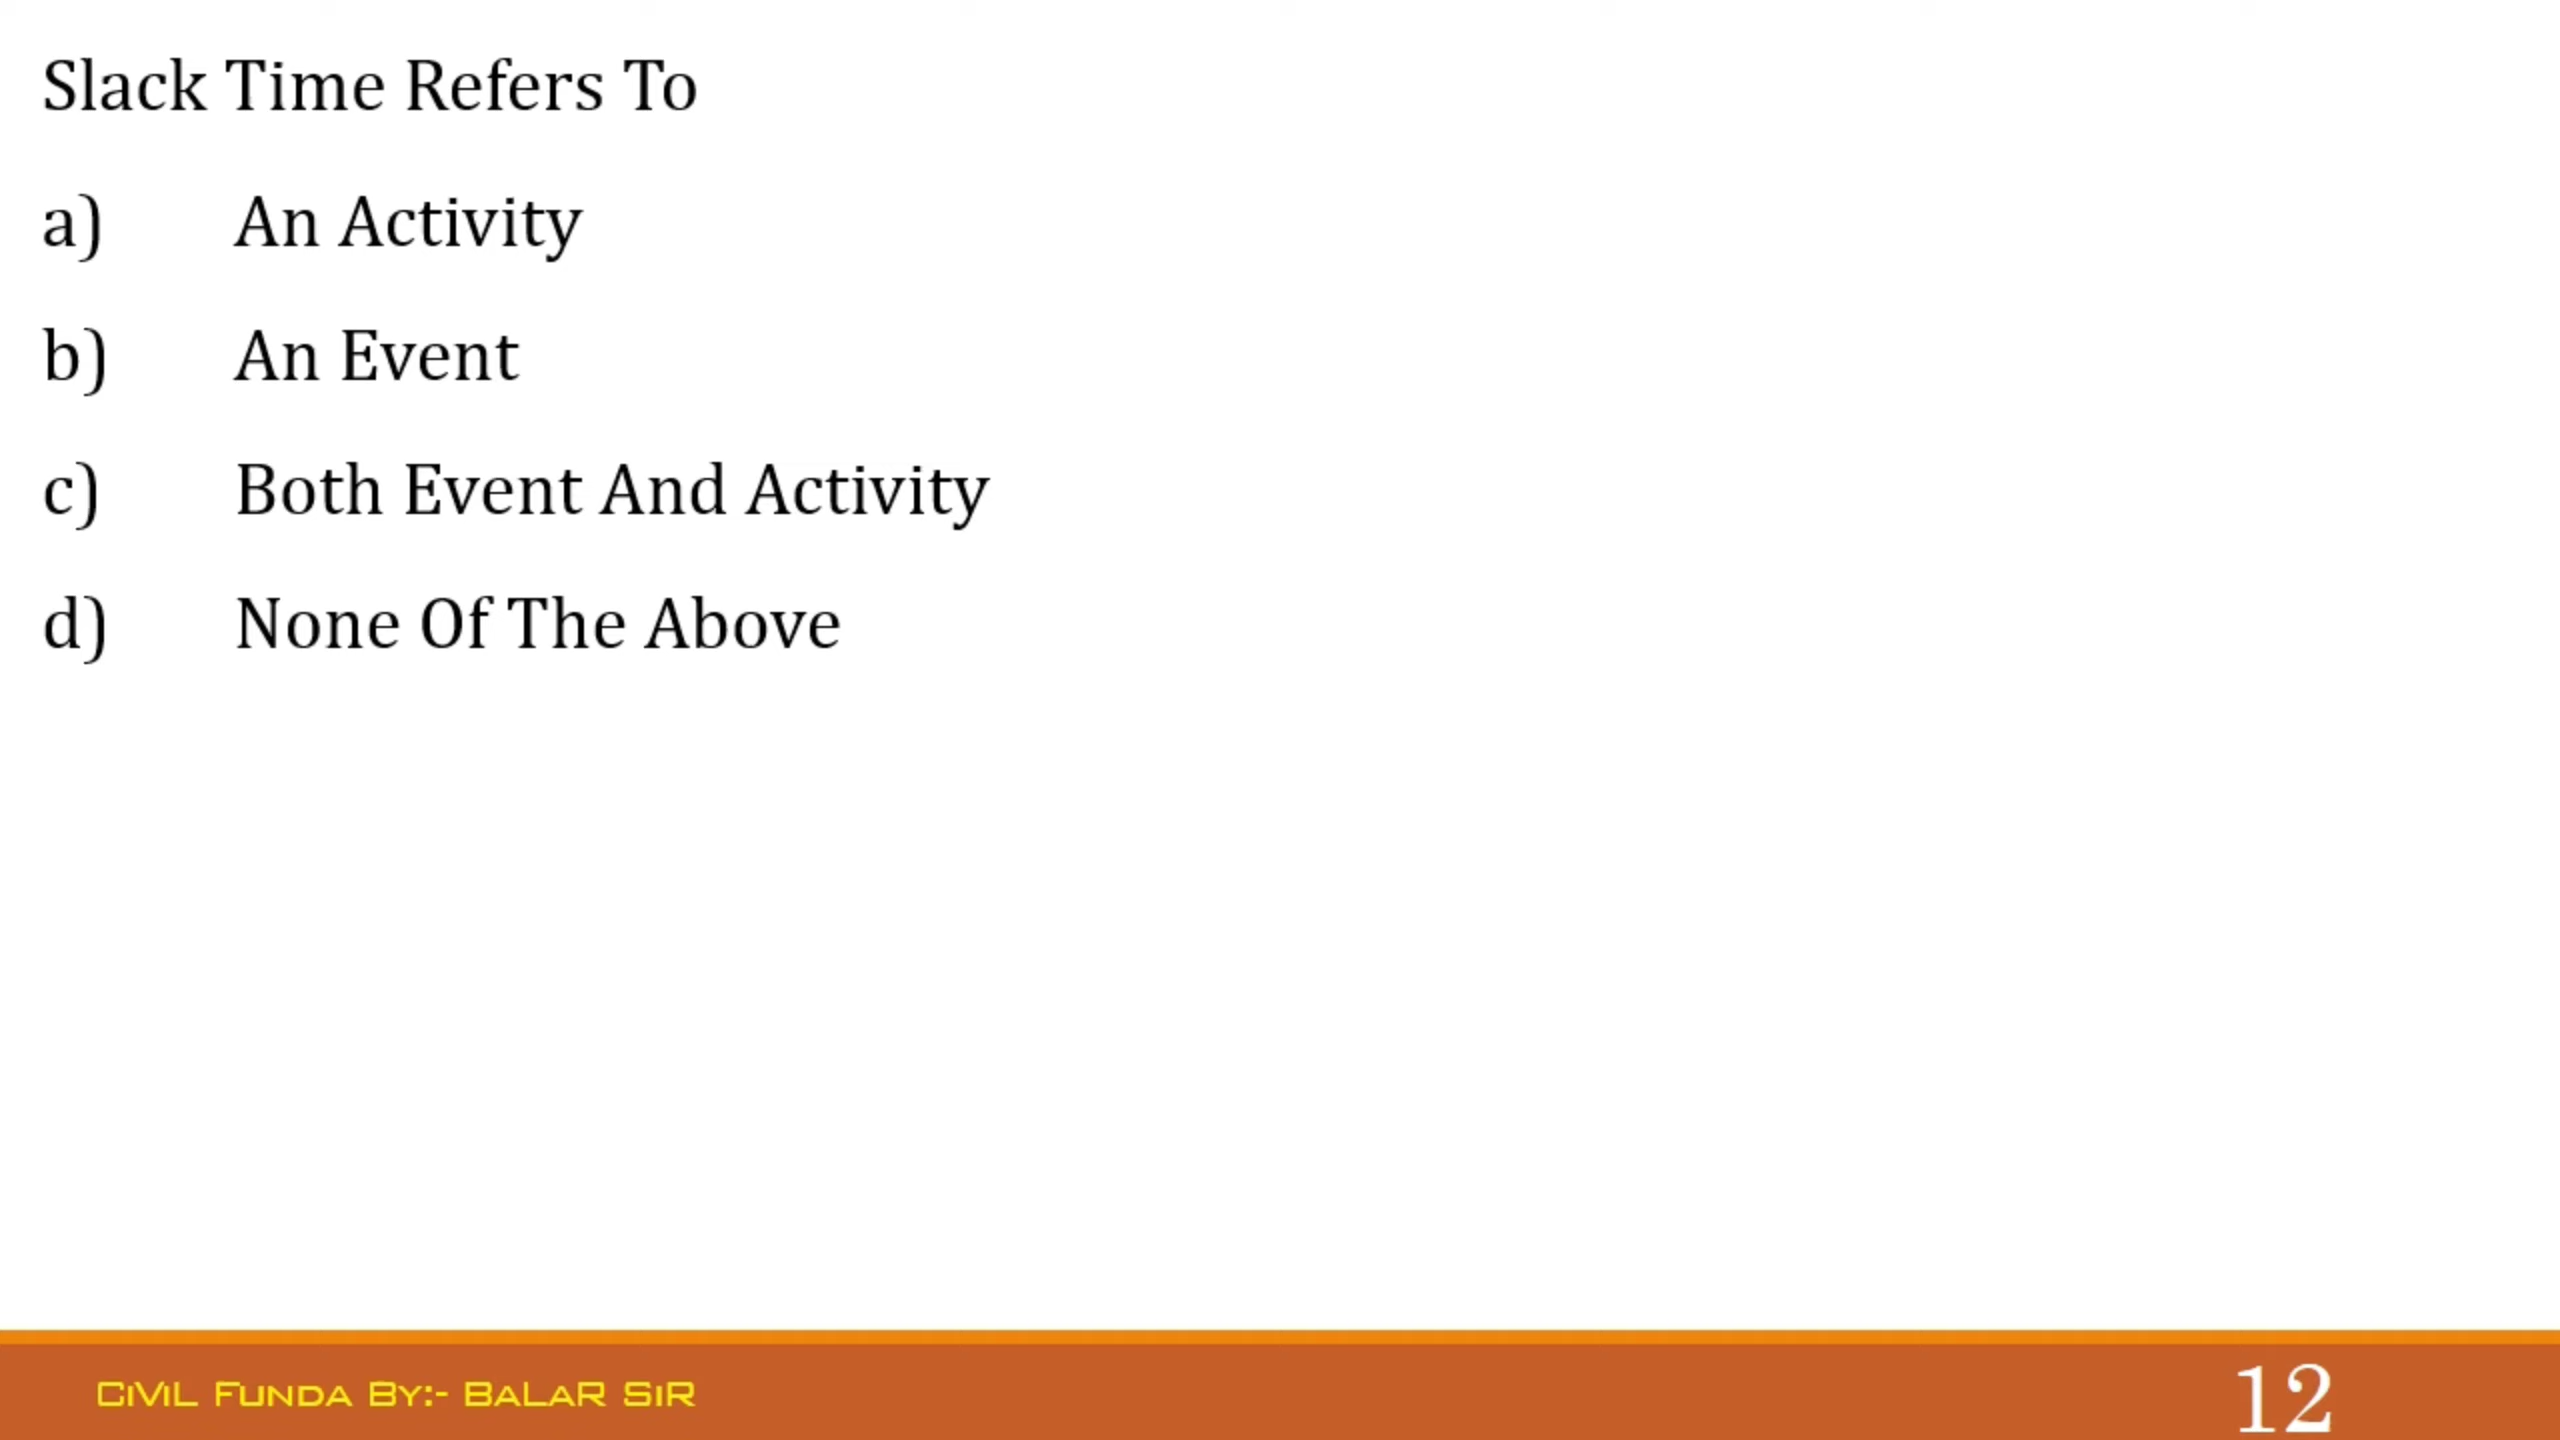 Slack Time Refers To
a) An Activity
b) An Event
c) Both Event And Activity
d) None Of The Above
CiViL FUNDA BY:- BALAR SIR 12